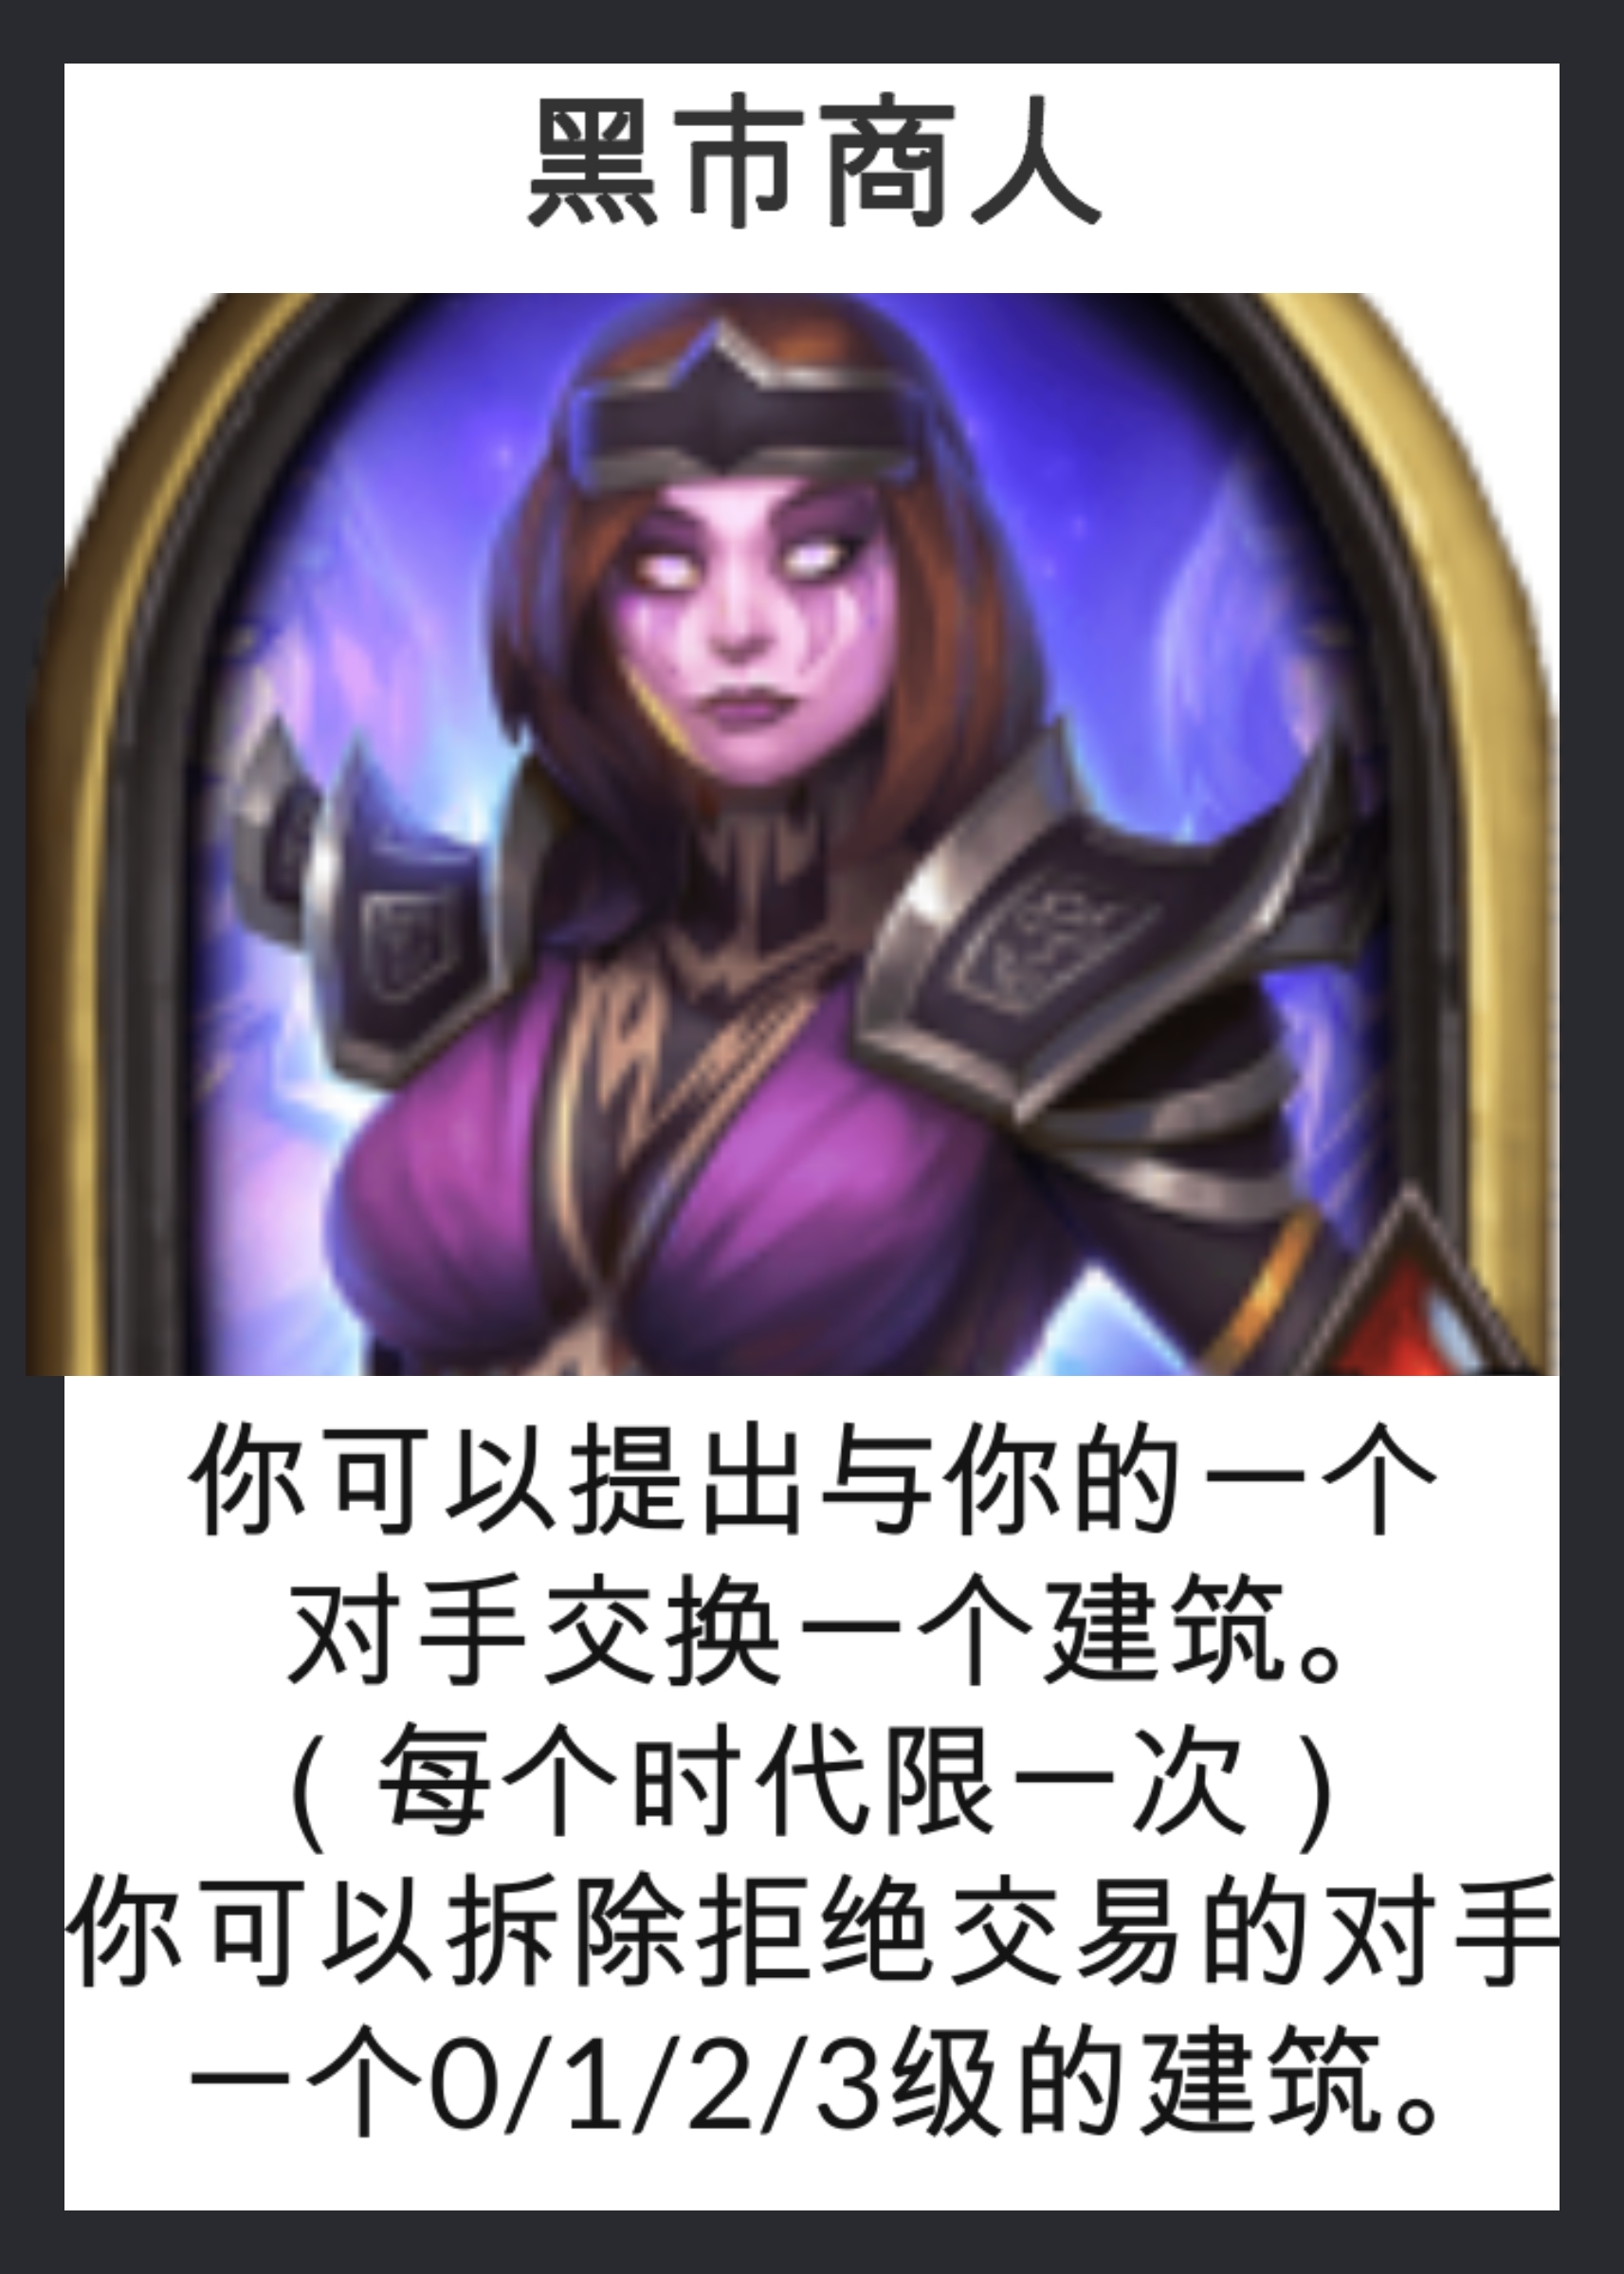 黑市商人
你可以提出与你的一个
对手交换一个建筑。
（每个时代限一次）
你可以拆除拒绝交易的对手
一个0/1/2/3级的建筑。